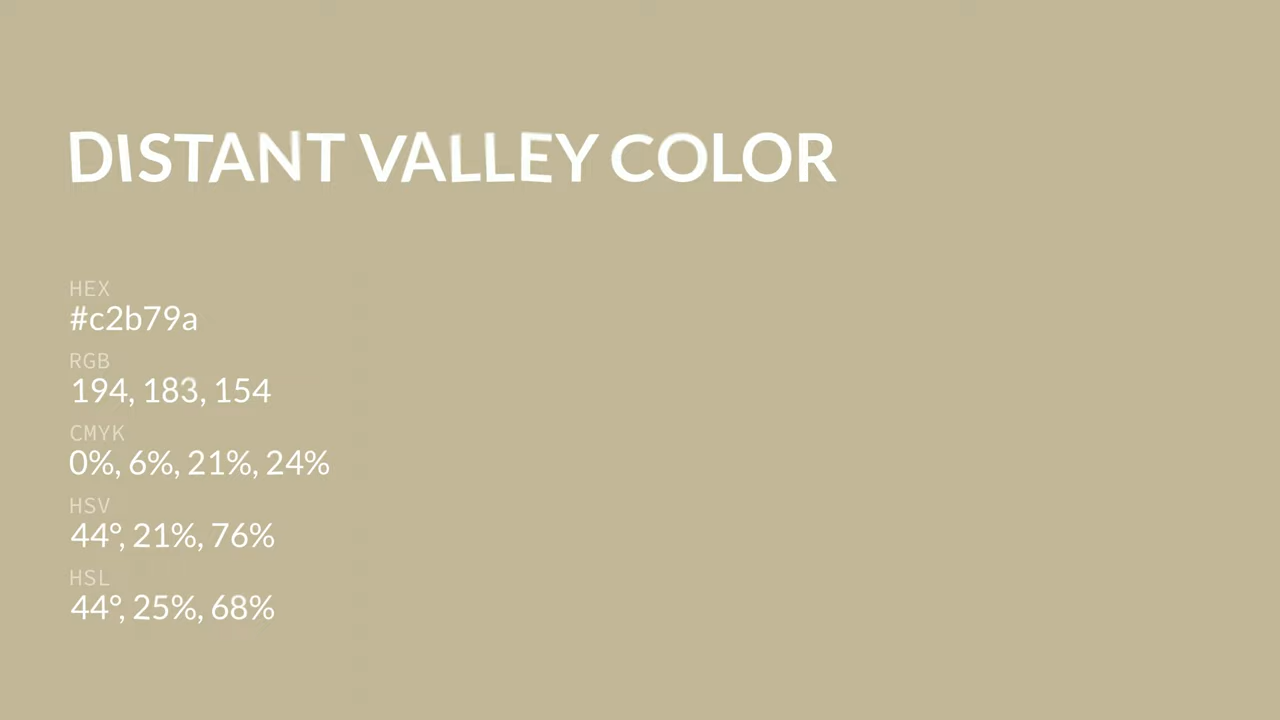 DISTANT VALLEY COLOR
HEX
#c2b79a
RGB
194, 183, 154
CMYK
0%, 6%, 21%, 24%
HSV
44°, 21%, 76%
HSL
44°, 25%, 68%